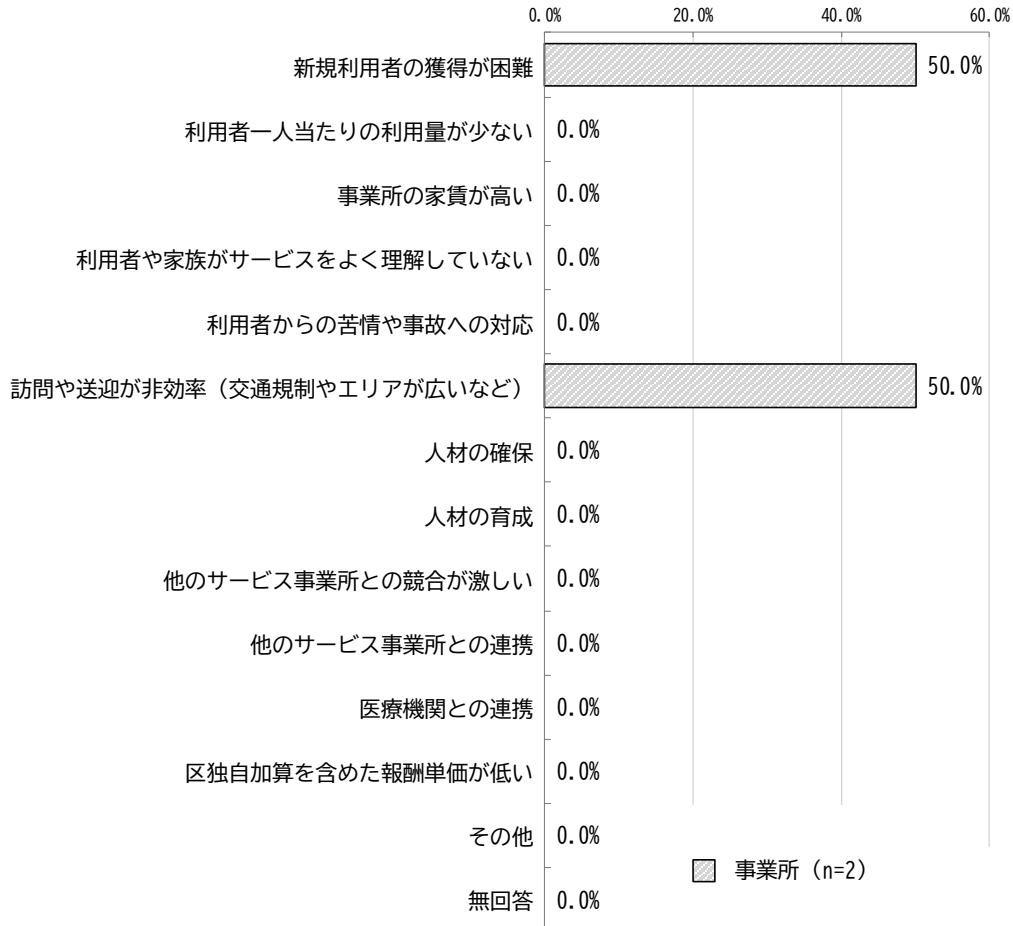 0.0% 20.0% 40.0% 60.0%
新規利用者の獲得が困難 50.0%
利用者一人当たりの利用量が少ない 0.0%
事業所の家賃が高い 0.0%
利用者や家族がサービスをよく理解していない 0.0%
利用者からの苦情や事故への対応 0.0%
訪問や送迎が非効率（交通規制やエリアが広いなど） 50.0%
人材の確保 0.0%
人材の育成 0.0%
他のサービス事業所との競合が激しい 0.0%
他のサービス事業所との連携 0.0%
医療機関との連携 0.0%
区独自加算を含めた報酬単価が低い 0.0%
その他 0.0%
事業所（n=2）
無回答 0.0%